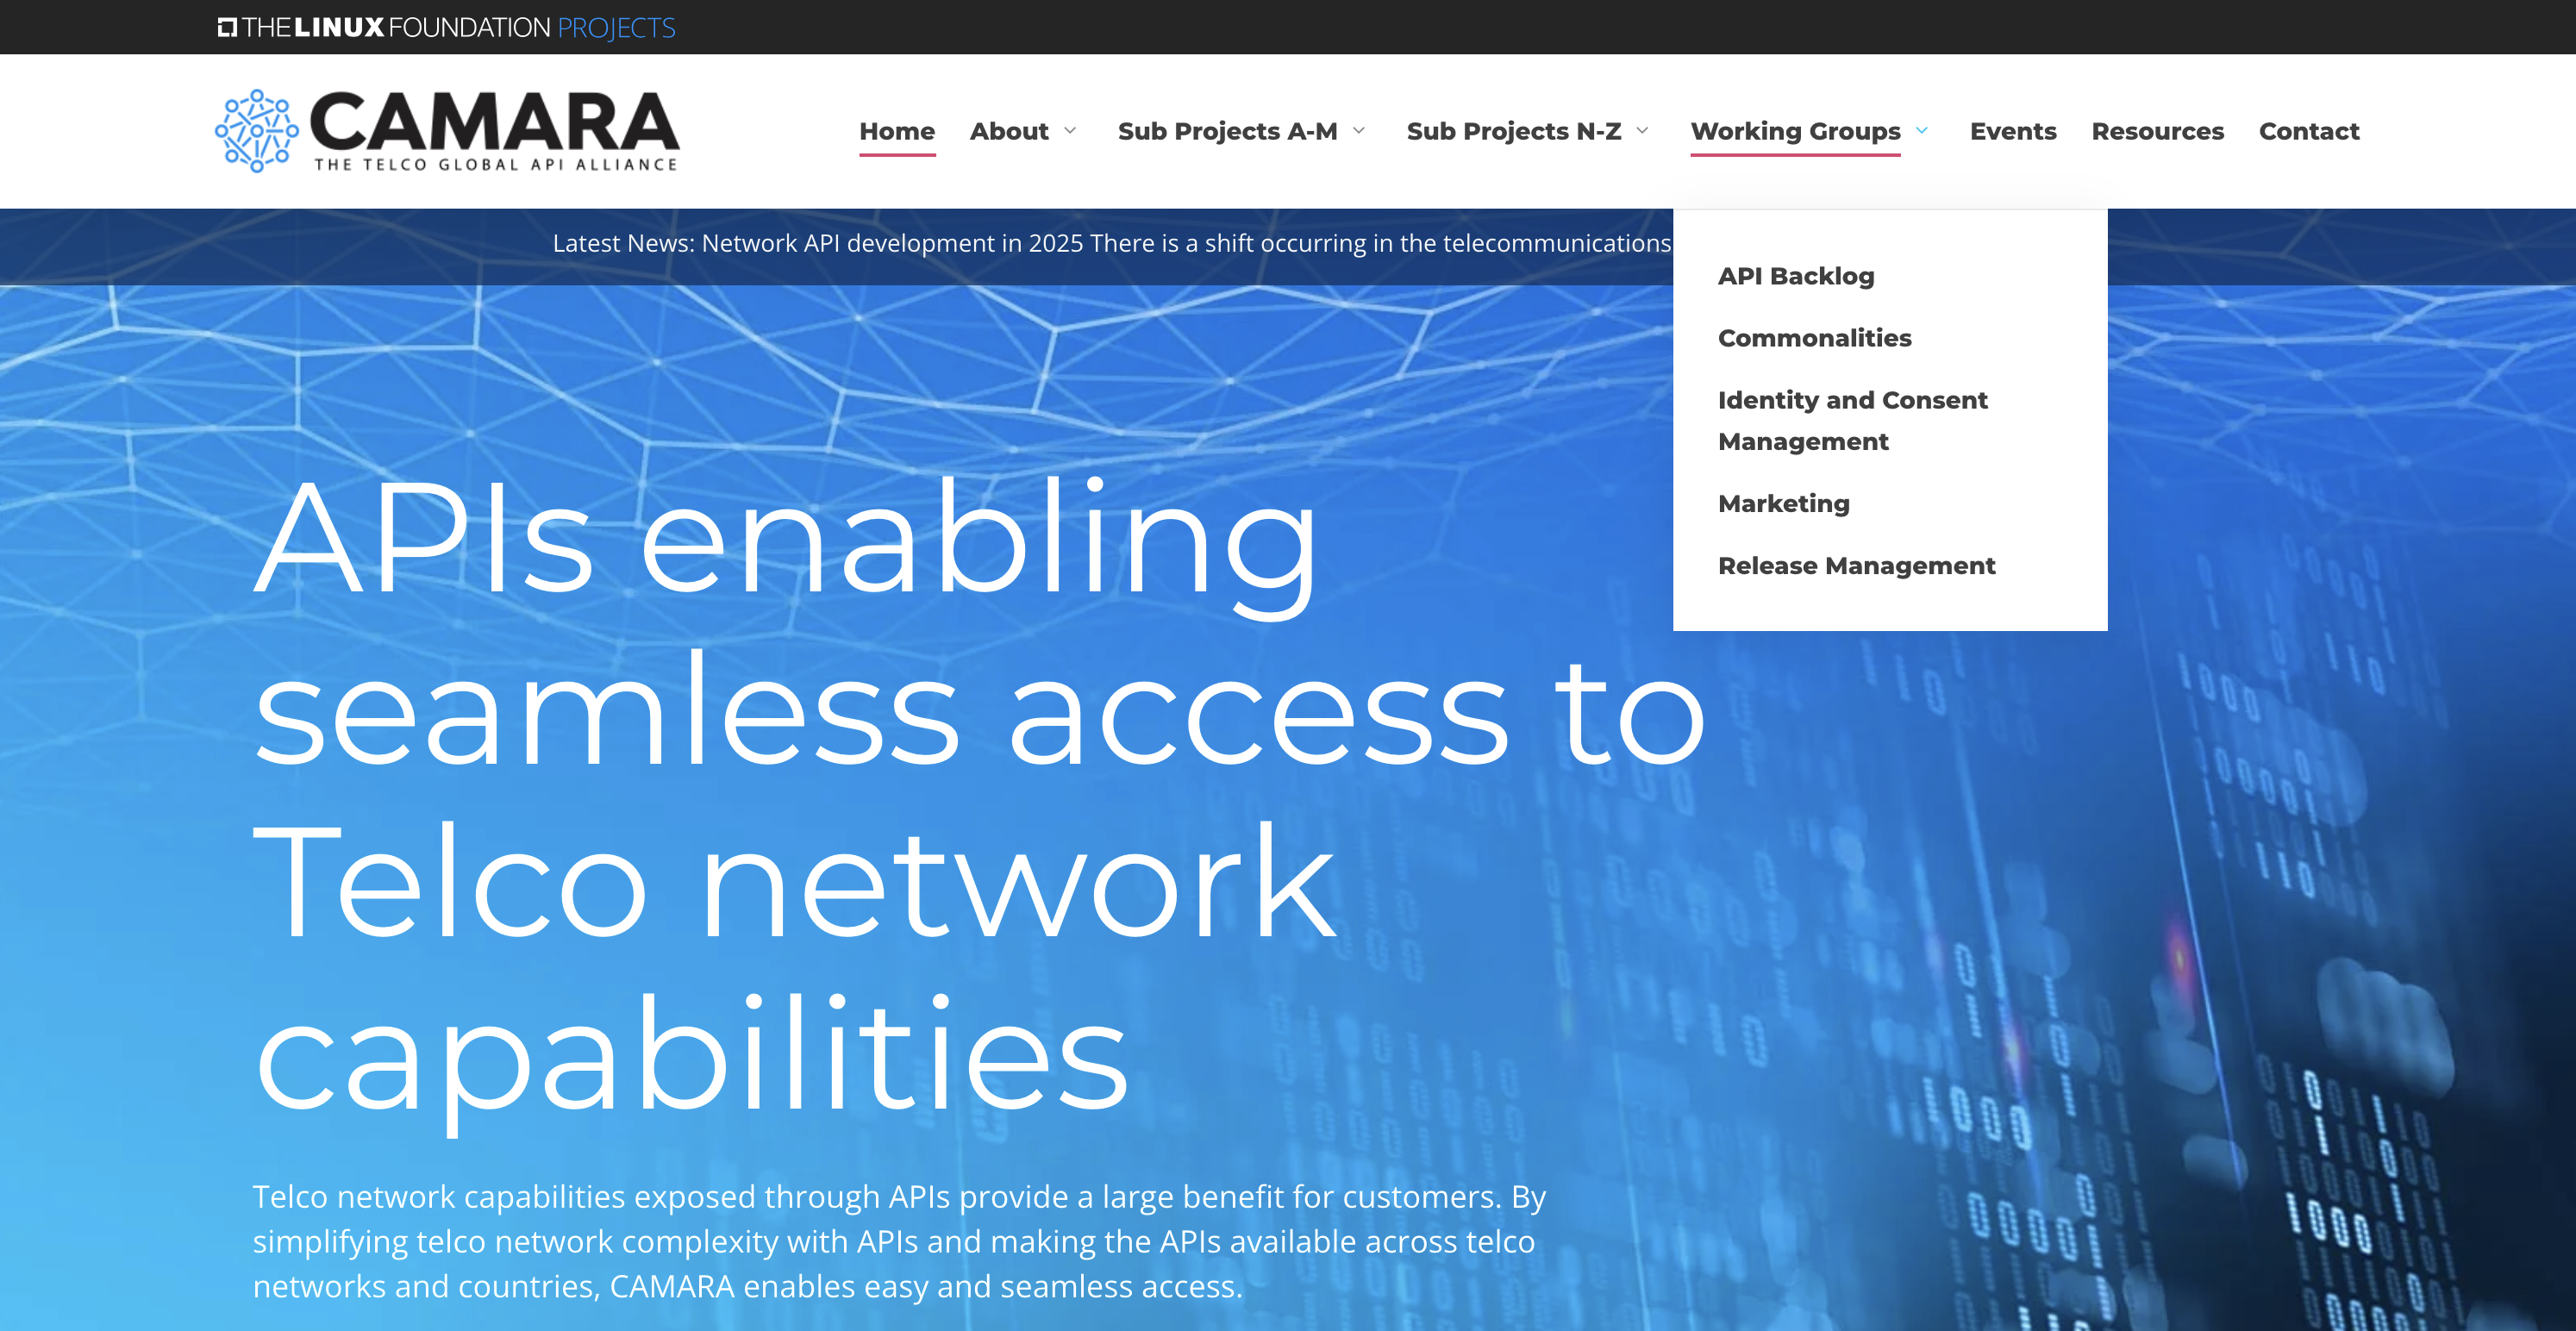 THE LINUX FOUNDATION PROJECTS
CAMARA
THE TELCO GLOBAL API ALLIANCE
Home About Sub Projects A-M Sub Projects N-Z Working Groups Events Resources Contact
Latest News: Network API development in 2025 There is a shift occurring in the telecommunications
API Backlog
Commonalities
Identity and Consent
Management
Marketing
Release Management
APIs enabling
seamless access to
Telco network
capabilities
Telco network capabilities exposed through APIs provide a large benefit for customers. By
simplifying telco network complexity with APIs and making the APIs available across telco
networks and countries, CAMARA enables easy and seamless access.